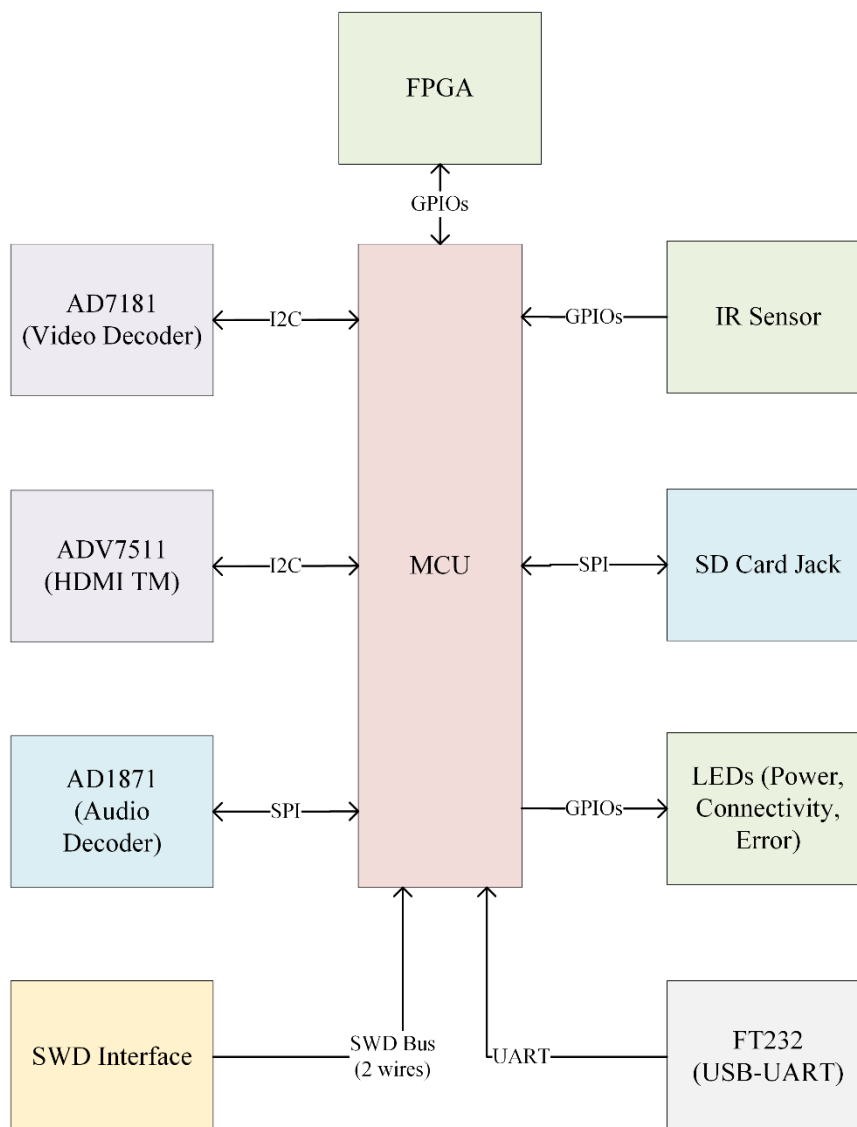 FPGA
GPIOs
AD7181
(Video Decoder)
I2C
GPIOs
IR Sensor
ADV7511
(HDMI TM)
I2C
MCU
SPI
SD Card Jack
AD1871
(Audio
Decoder)
SPI
GPIOs
LEDs (Power,
Connectivity,
Error)
SWD Interface
SWD Bus
(2 wires)
UART
FT232
(USB-UART)